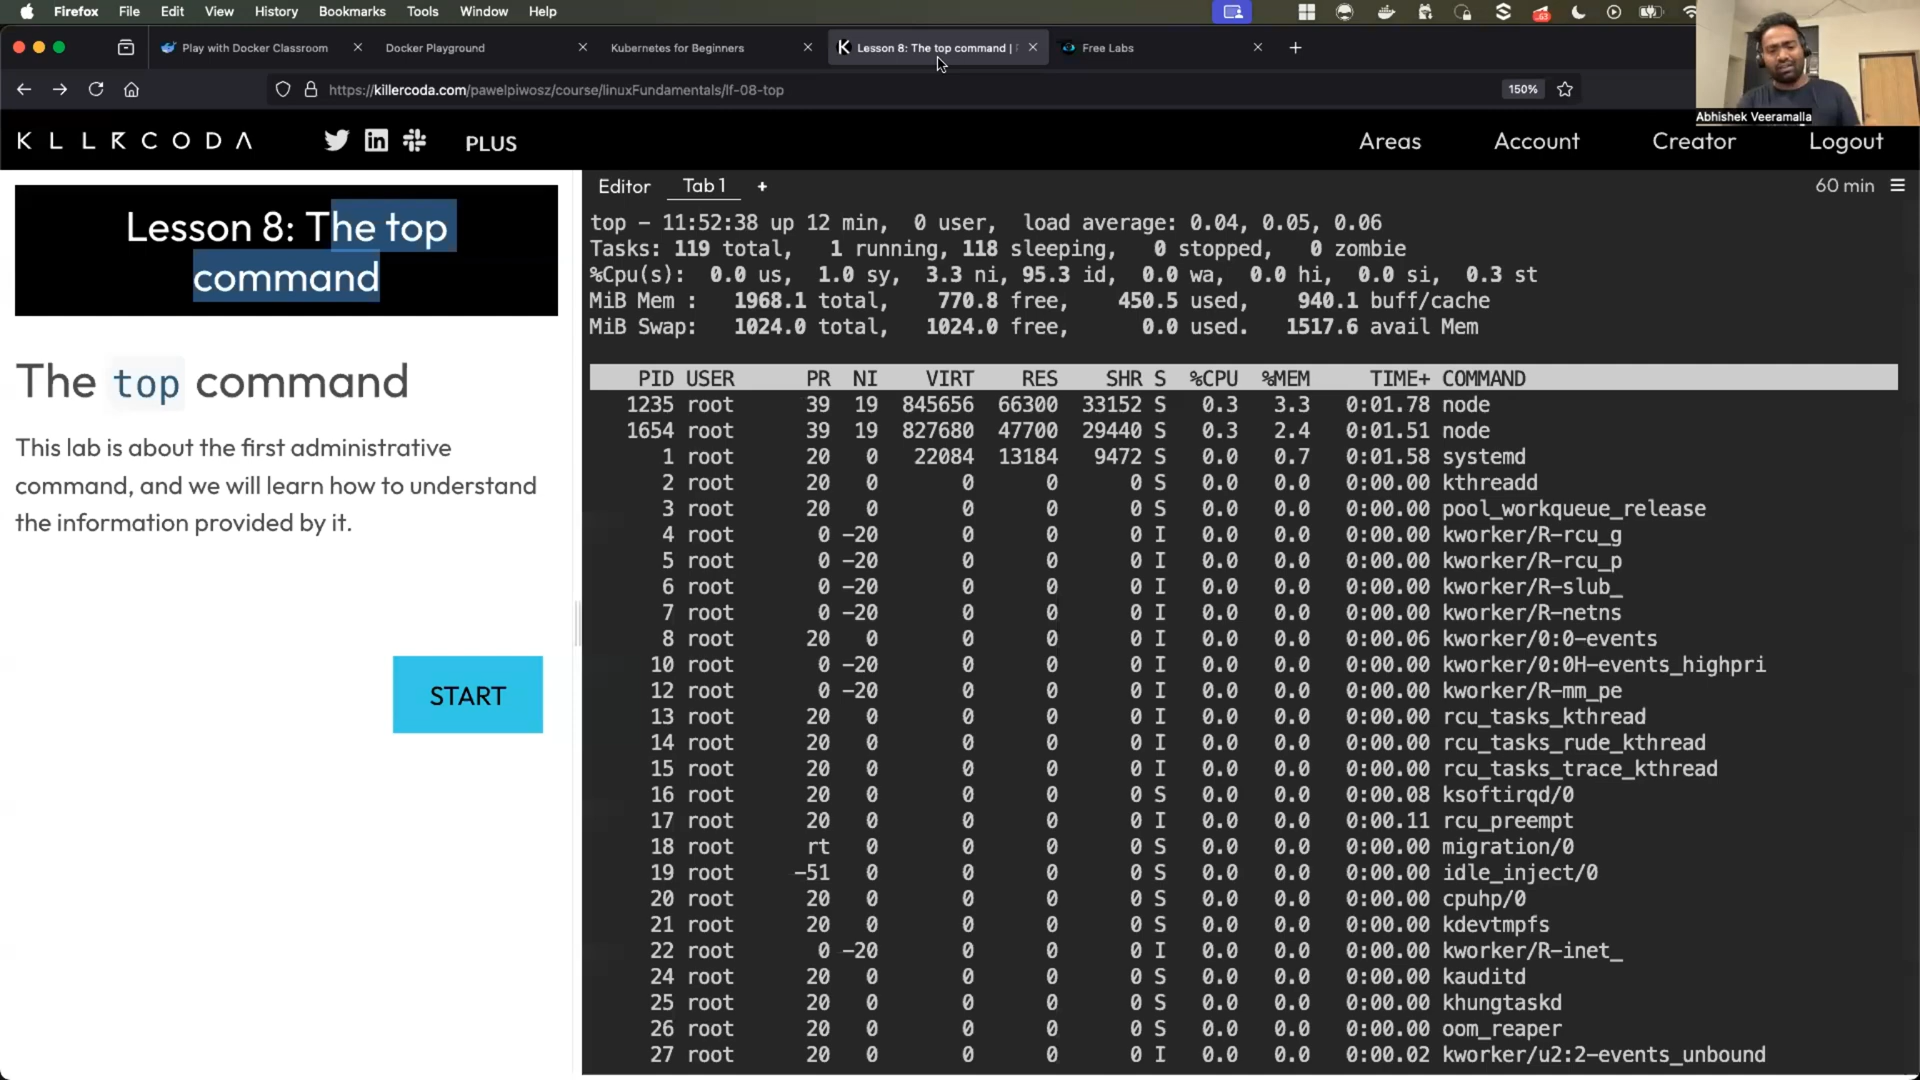 Firefox File Edit View History Bookmarks Tools Window Help
Play with Docker Classroom
Docker Playground
Kubernetes for Beginners
Lesson 8: The top command |
Free Labs
https://killercoda.com/pawelpiwosz/course/linuxFundamentals/lf-08-top
150%
Abhishek Veeramalla
KLLRCODA
PLUS
Areas Account Creator Logout
Lesson 8: The top
command
The top command
This lab is about the first administrative
command, and we will learn how to understand
the information provided by it.
START
Editor Tab 1 +
60 min
top - 11:52:38 up 12 min, 0 user, load average: 0.04, 0.05, 0.06
Tasks: 119 total, 1 running, 118 sleeping, 0 stopped, 0 zombie
%Cpu(s): 0.0 us, 1.0 sy, 3.3 ni, 95.3 id, 0.0 wa, 0.0 hi, 0.0 si, 0.3 st
MiB Mem : 1968.1 total, 770.8 free, 450.5 used, 940.1 buff/cache
MiB Swap: 1024.0 total, 1024.0 free, 0.0 used. 1517.6 avail Mem
PID USER PR NI VIRT RES SHR S %CPU %MEM TIME+ COMMAND
1235 root 39 19 845656 66300 33152 S 0.3 3.3 0:01.78 node
1654 root 39 19 827680 47700 29440 S 0.3 2.4 0:01.51 node
1 root 20 0 22084 13184 9472 S 0.0 0.7 0:01.58 systemd
2 root 20 0 0 0 0 S 0.0 0.0 0:00.00 kthreadd
3 root 20 0 0 0 0 S 0.0 0.0 0:00.00 pool_workqueue_release
4 root 0 -20 0 0 0 I 0.0 0.0 0:00.00 kworker/R-rcu_g
5 root 0 -20 0 0 0 I 0.0 0.0 0:00.00 kworker/R-rcu_p
6 root 0 -20 0 0 0 I 0.0 0.0 0:00.00 kworker/R-slub_
7 root 0 -20 0 0 0 I 0.0 0.0 0:00.00 kworker/R-netns
8 root 20 0 0 0 0 I 0.0 0.0 0:00.06 kworker/0:0-events
10 root 0 -20 0 0 0 I 0.0 0.0 0:00.00 kworker/0:0H-events_highpri
12 root 0 -20 0 0 0 I 0.0 0.0 0:00.00 kworker/R-mm_pe
13 root 20 0 0 0 0 I 0.0 0.0 0:00.00 rcu_tasks_kthread
14 root 20 0 0 0 0 I 0.0 0.0 0:00.00 rcu_tasks_rude_kthread
15 root 20 0 0 0 0 I 0.0 0.0 0:00.00 rcu_tasks_trace_kthread
16 root 20 0 0 0 0 S 0.0 0.0 0:00.08 ksoftirqd/0
17 root 20 0 0 0 0 I 0.0 0.0 0:00.11 rcu_preempt
18 root rt 0 0 0 0 S 0.0 0.0 0:00.00 migration/0
19 root -51 0 0 0 0 S 0.0 0.0 0:00.00 idle_inject/0
20 root 20 0 0 0 0 S 0.0 0.0 0:00.00 cpuhp/0
21 root 20 0 0 0 0 S 0.0 0.0 0:00.00 kdevtmpfs
22 root 0 -20 0 0 0 I 0.0 0.0 0:00.00 kworker/R-inet_
24 root 20 0 0 0 0 S 0.0 0.0 0:00.00 kauditd
25 root 20 0 0 0 0 S 0.0 0.0 0:00.00 khungtaskd
26 root 20 0 0 0 0 S 0.0 0.0 0:00.00 oom_reaper
27 root 20 0 0 0 0 I 0.0 0.0 0:00.02 kworker/u2:2-events_unbound